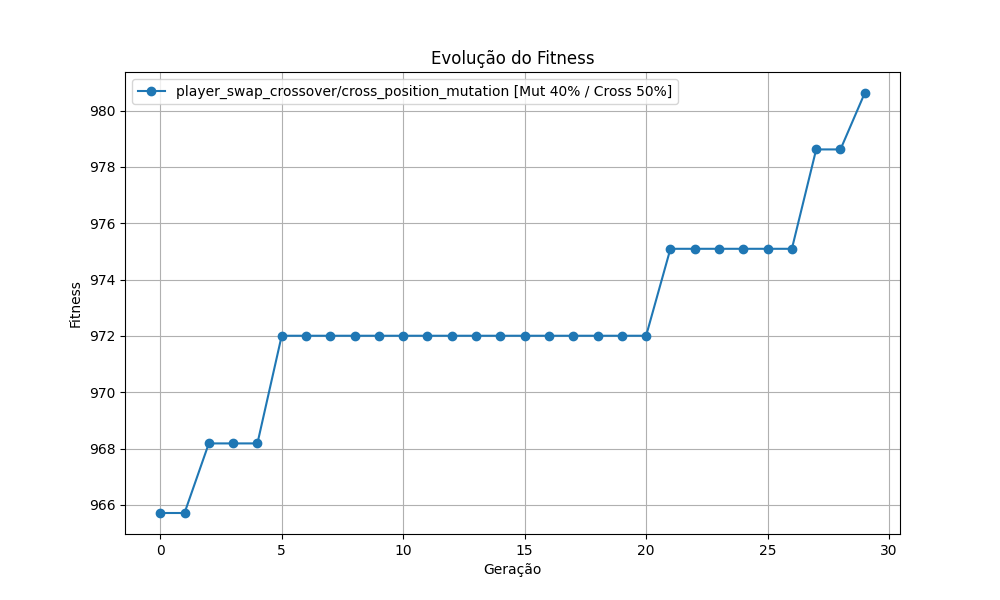 Evolução do Fitness
player_swap_crossover/cross_position_mutation [Mut 40% / Cross 50%]
980
978
976
974
972
970
968
966
Fitness
0 5 10 15 20 25 30
Geração